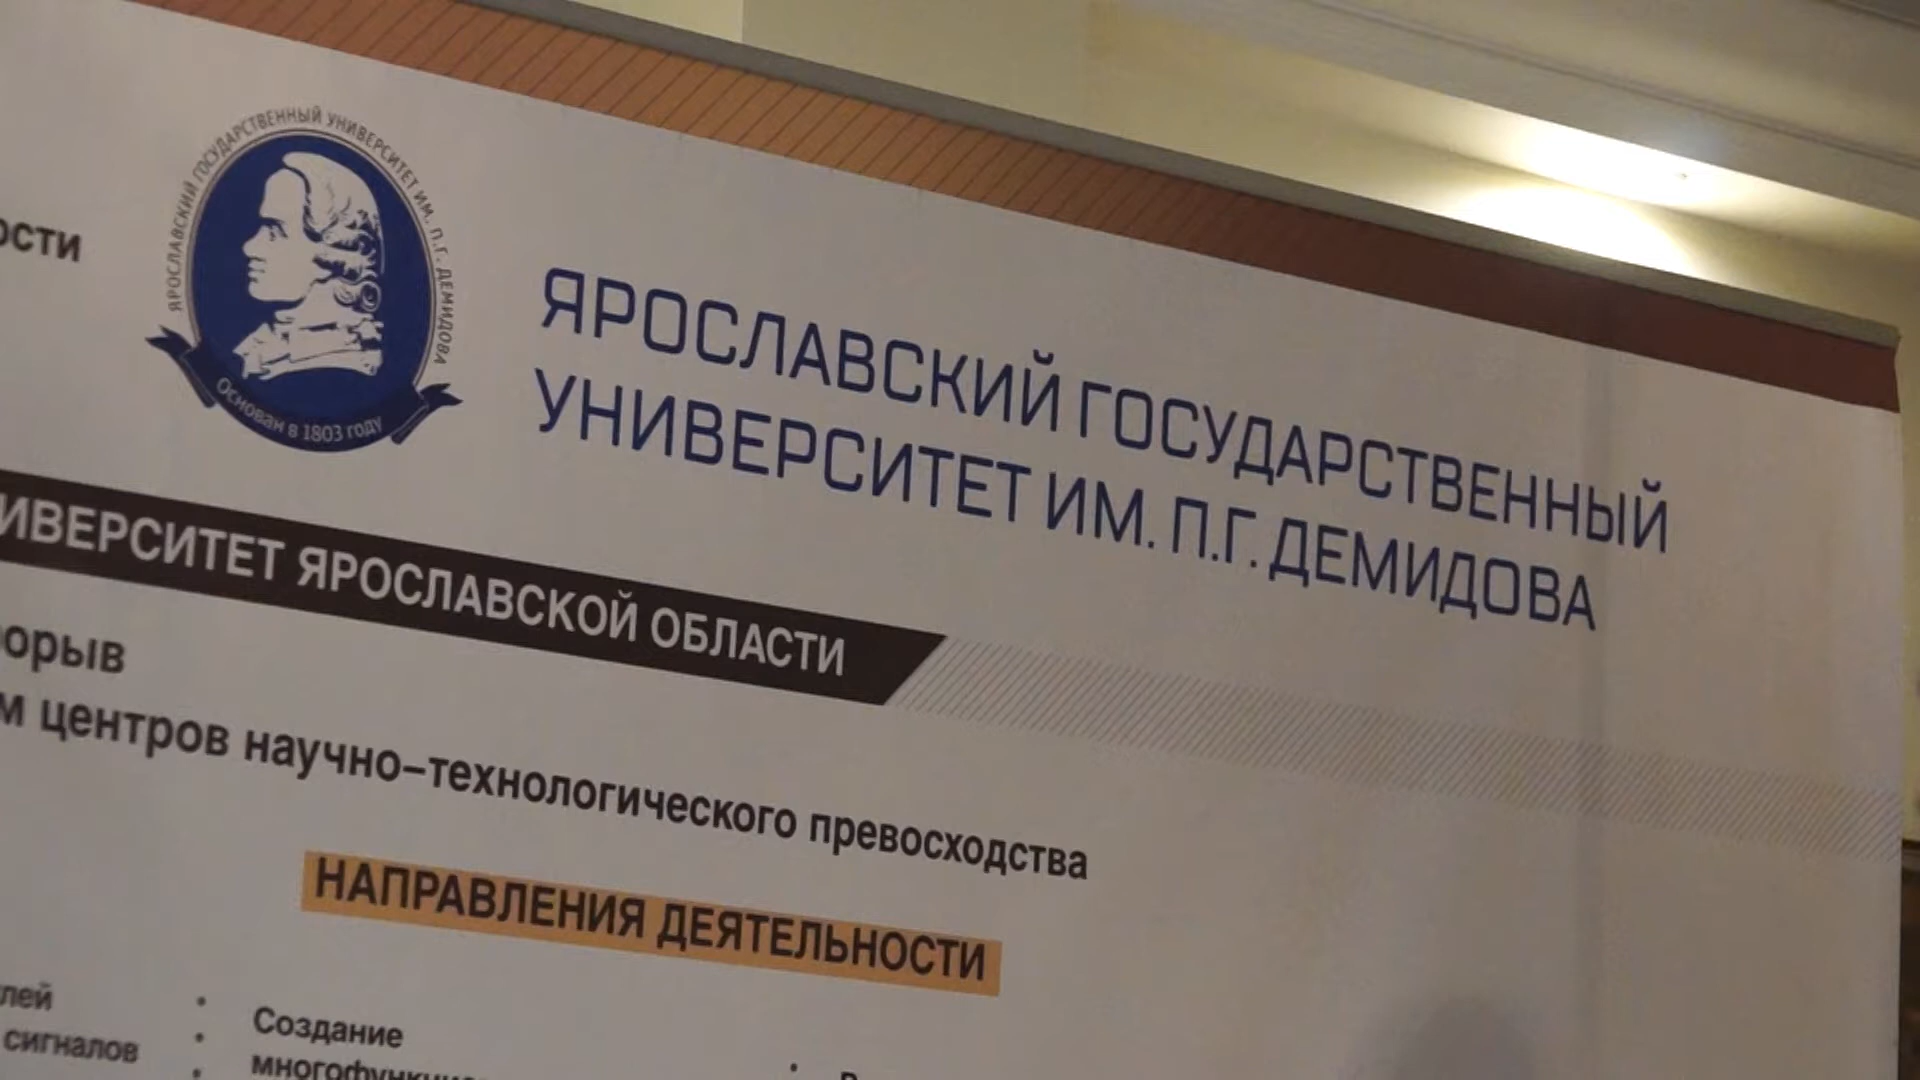 ости
ЯРОСЛАВСКИЙ ГОСУДАРСТВЕННЫЙ УНИВЕРСИТЕТ ИМ. П.Г. ДЕМИДОВА
Основан в 1803 году
ЯРОСЛАВСКИЙ ГОСУДАРСТВЕННЫЙ
УНИВЕРСИТЕТ ИМ. П.Г. ДЕМИДОВА
ИВЕРСИТЕТ ЯРОСЛАВСКОЙ ОБЛАСТИ
орыв
м центров научно-технологического превосходства
НАПРАВЛЕНИЯ ДЕЯТЕЛЬНОСТИ
лей
сигналов
• Создание
многофункцио